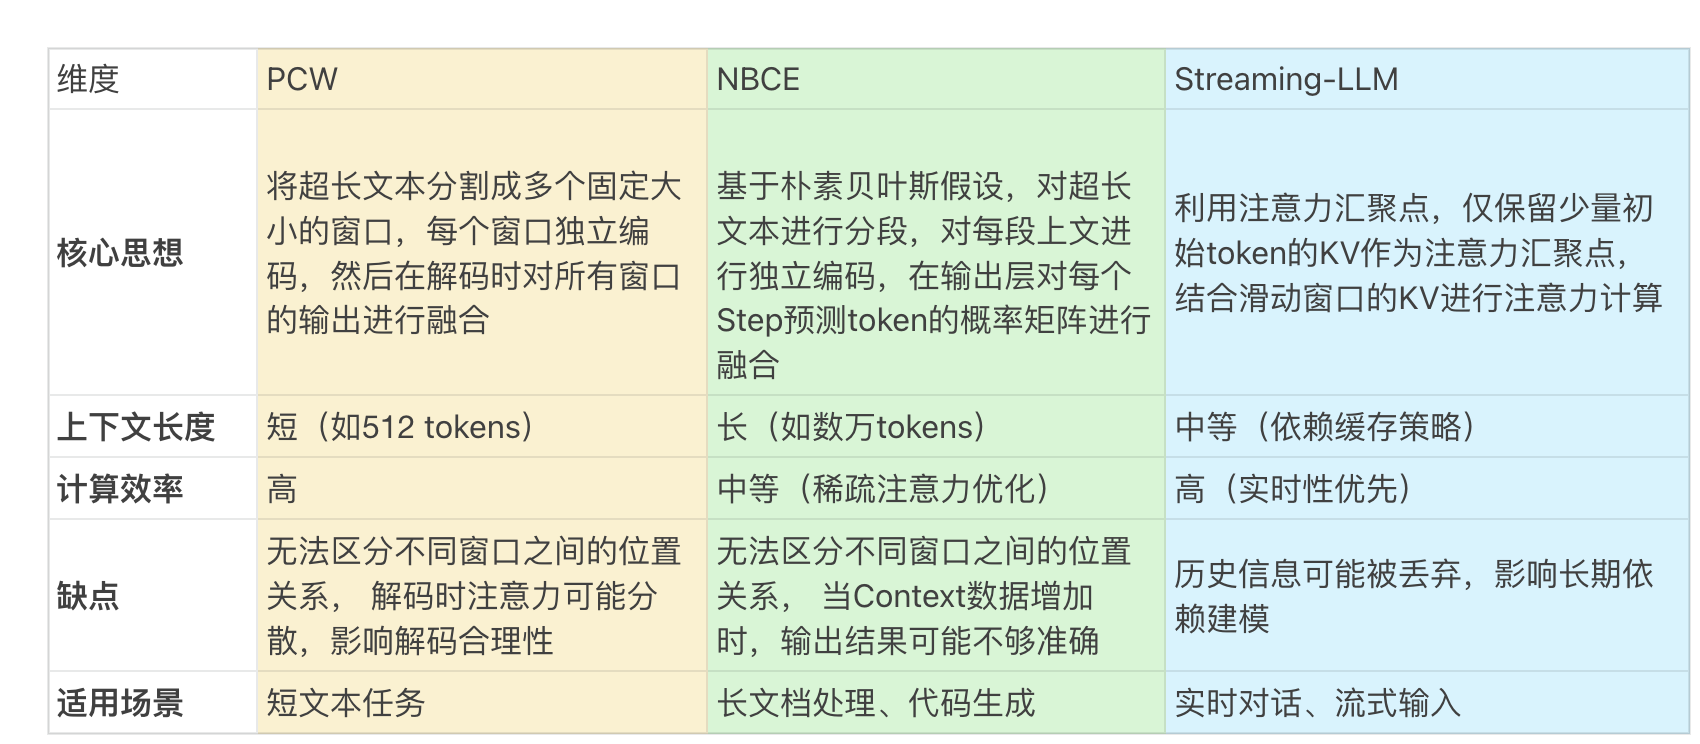 维度
PCW
NBCE
Streaming-LLM
核心思想
将超长文本分割成多个固定大
小的窗口，每个窗口独立编
码，然后在解码时对所有窗口
的输出进行融合
基于朴素贝叶斯假设，对超长
文本进行分段，对每段上文进
行独立编码，在输出层对每个
Step预测token的概率矩阵进行
融合
利用注意力汇聚点，仅保留少量初
始token的KV作为注意力汇聚点，
结合滑动窗口的KV进行注意力计算
上下文长度
短（如512 tokens）
长（如数万tokens）
中等（依赖缓存策略）
计算效率
高
中等（稀疏注意力优化）
高（实时性优先）
缺点
无法区分不同窗口之间的位置
关系， 解码时注意力可能分
散，影响解码合理性
无法区分不同窗口之间的位置
关系， 当Context数据增加
时，输出结果可能不够准确
历史信息可能被丢弃，影响长期依
赖建模
适用场景
短文本任务
长文档处理、代码生成
实时对话、流式输入